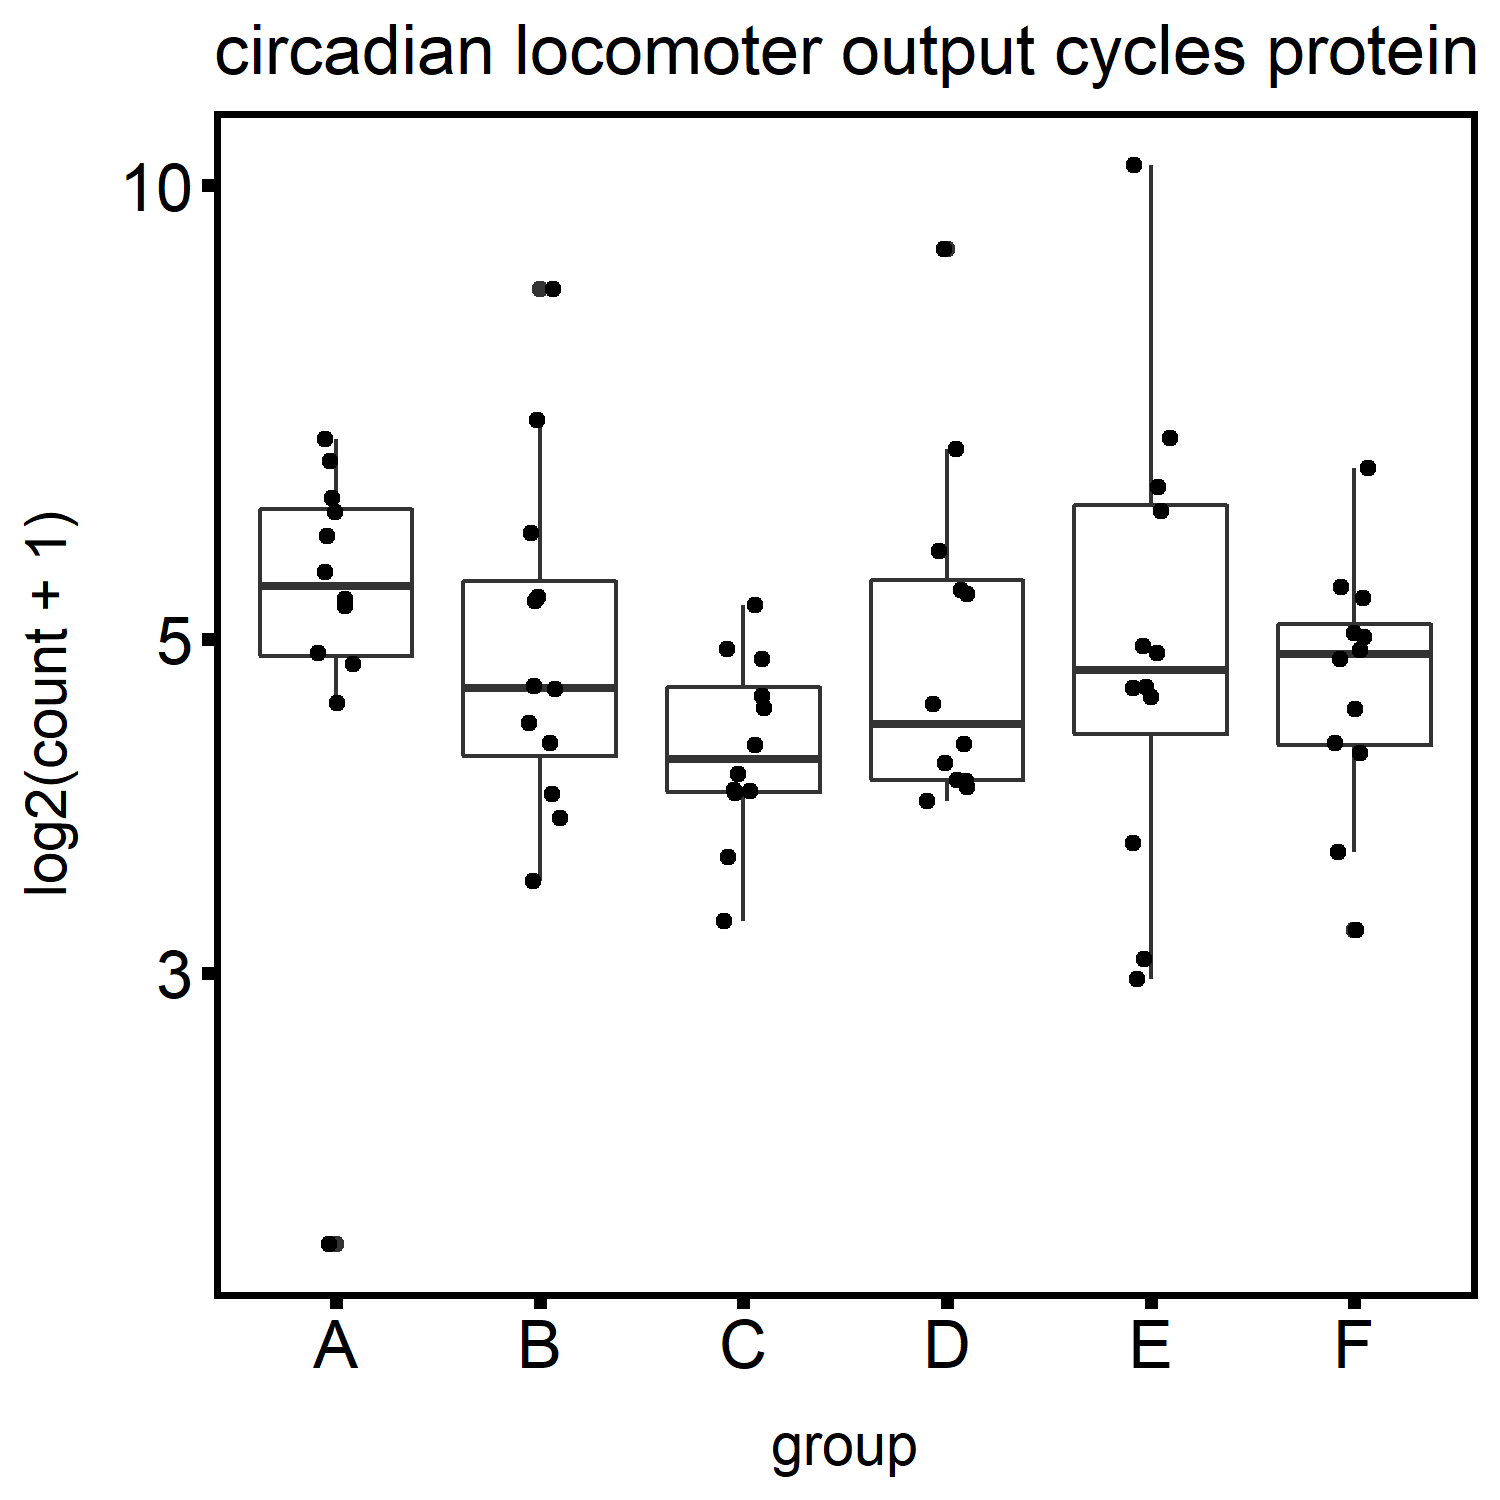 circadian locomoter output cycles protein
10
5
3
log2(count + 1)
A B C D E F
group